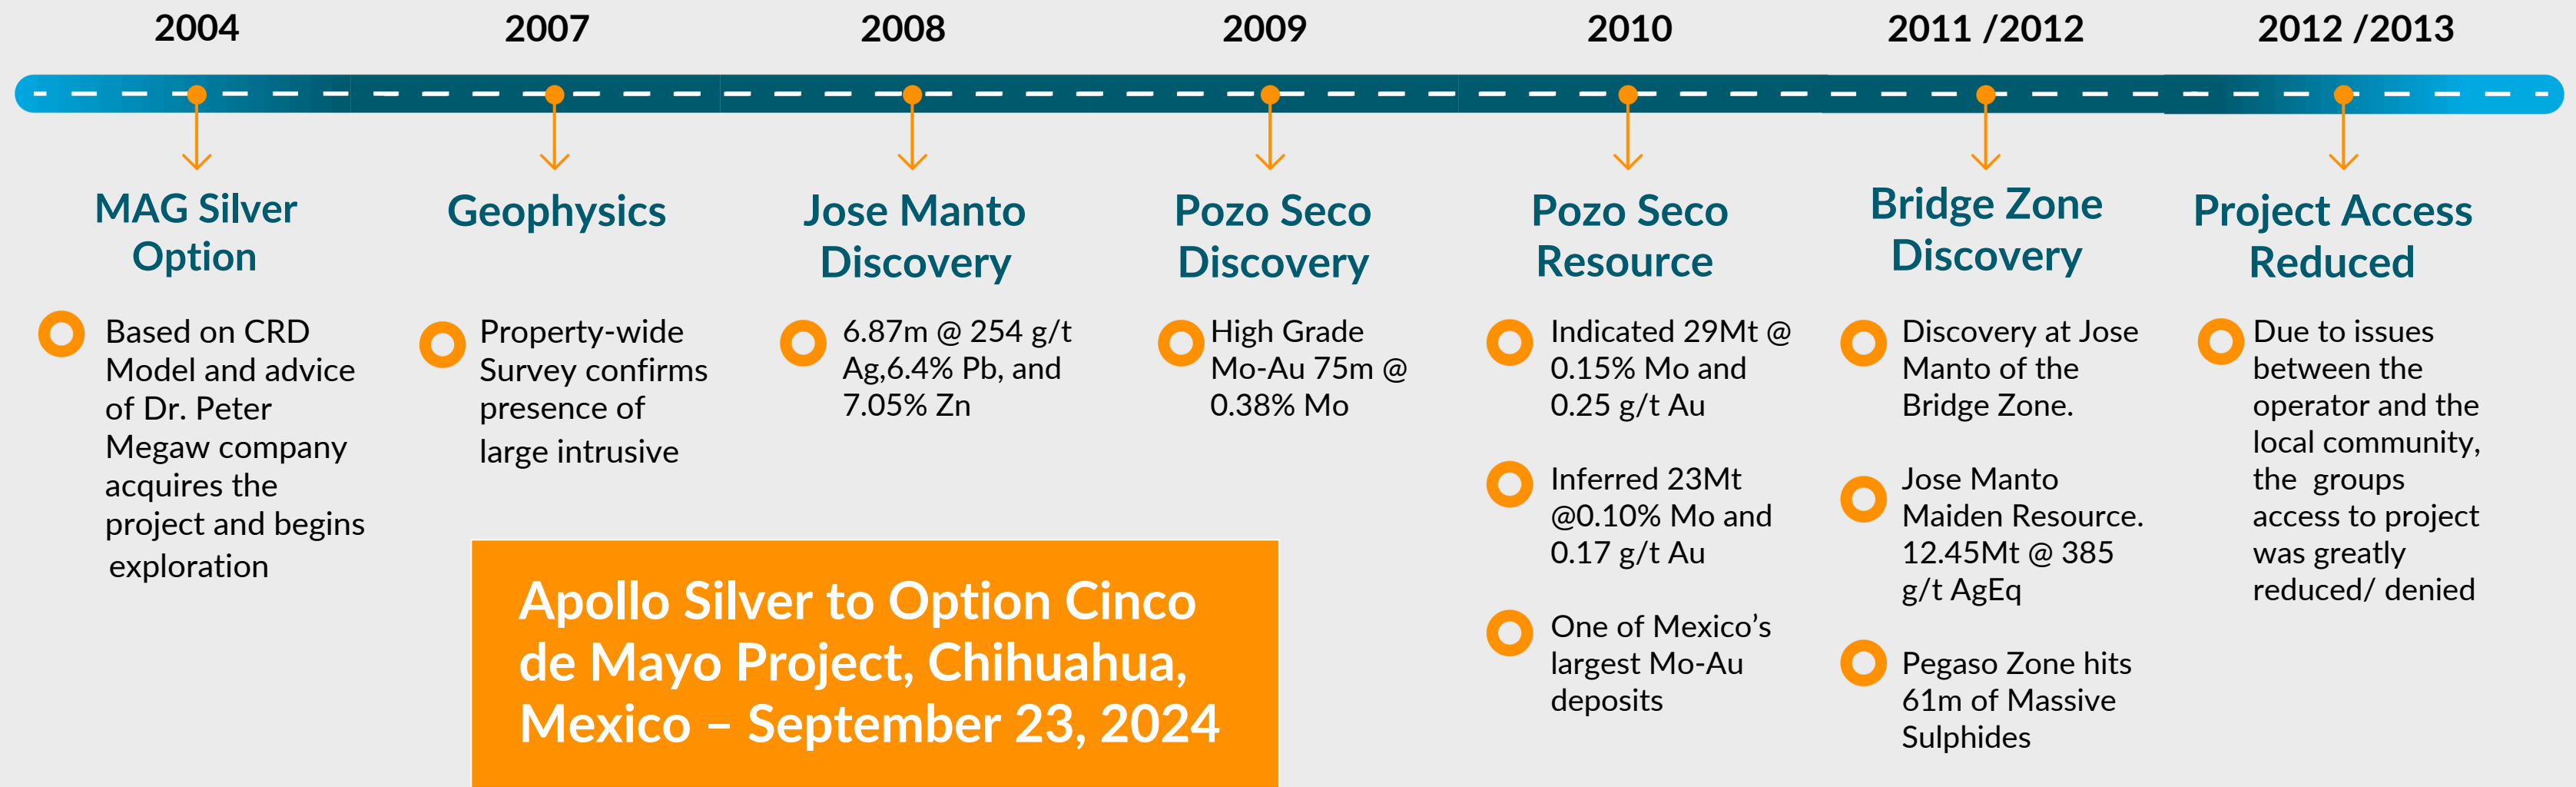 2004
MAG Silver
Option
Based on CRD
Model and advice
of Dr. Peter
Megaw company
acquires the
project and begins
exploration
2007
Geophysics
Property-wide
Survey confirms
presence of
large intrusive
2008
Jose Manto
Discovery
6.87m @ 254 g/t
Ag,6.4% Pb, and
7.05% Zn
2009
Pozo Seco
Discovery
High Grade
Mo-Au 75m @
0.38% Mo
2010
Pozo Seco
Resource
Indicated 29Mt @
0.15% Mo and
0.25 g/t Au
Inferred 23Mt
@0.10% Mo and
0.17 g/t Au
One of Mexico’s
largest Mo-Au
deposits
2011 /2012
Bridge Zone
Discovery
Discovery at Jose
Manto of the
Bridge Zone.
Jose Manto
Maiden Resource.
12.45Mt @ 385
g/t AgEq
Pegaso Zone hits
61m of Massive
Sulphides
2012 /2013
Project Access
Reduced
Due to issues
between the
operator and the
local community,
the  groups
access to project
was greatly
reduced/ denied
Apollo Silver to Option Cinco
de Mayo Project, Chihuahua,
Mexico – September 23, 2024